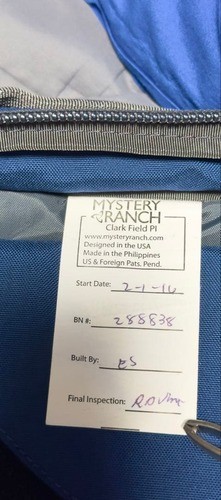 MYSTERY
RANCH
Clark Field PI
www.mysteryranch.com
Designed in the USA
Made in the Philippines
US & Foreign Pats. Pend.
Start Date: 2-1-16
BN #: 288838
Built By: ES
Final Inspection: